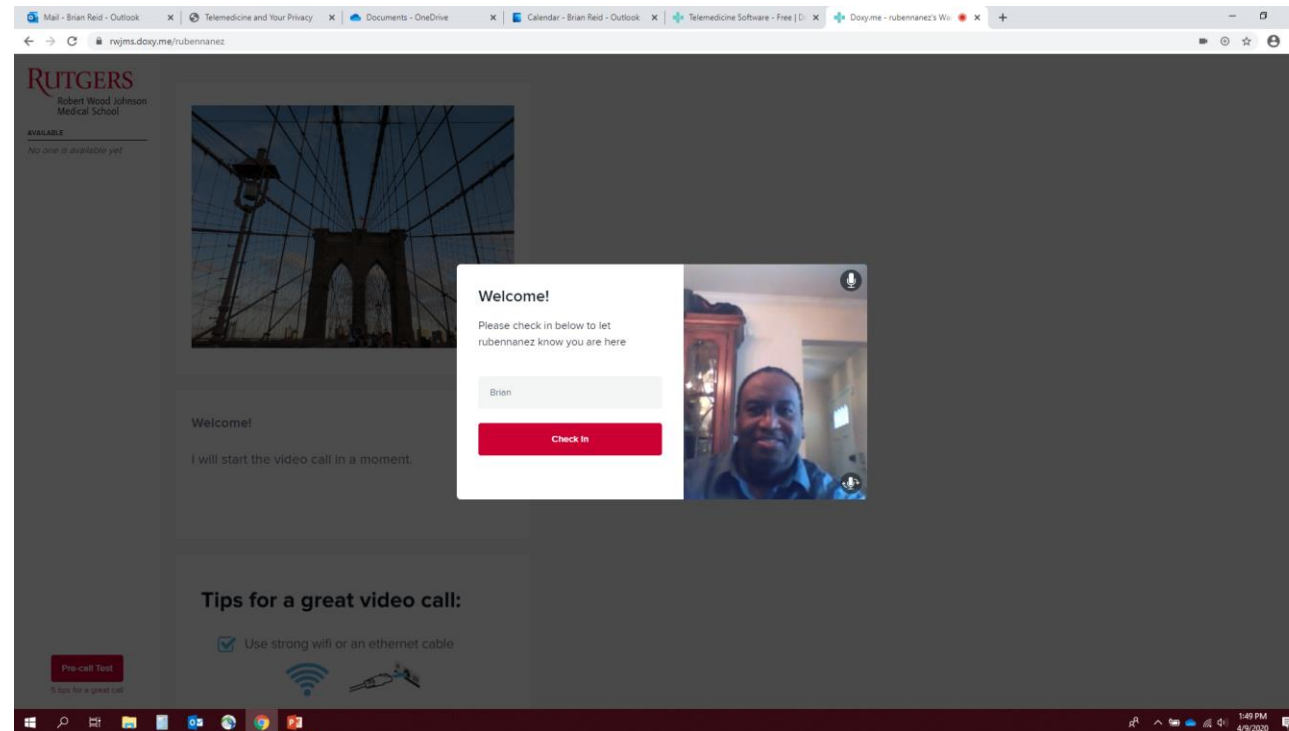 Mail - Brian Reid - Outlook
Telemedicine and Your Privacy
Documents - OneDrive
Calendar - Brian Reid - Outlook
Telemedicine Software - Free | D
Doxy.me - rubennanez's Wa
rwjms.doxy.me/rubennanez
RUTGERS
Robert Wood Johnson
Medical School
AVAILABLE
No one is available yet
Welcome!
Please check in below to let
rubennanez know you are here
Brian
Check In
Welcome!
I will start the video call in a moment.
Tips for a great video call:
Use strong wifi or an ethernet cable
Pre-call Test
5 tips for a great call
1:49 PM
4/9/2020